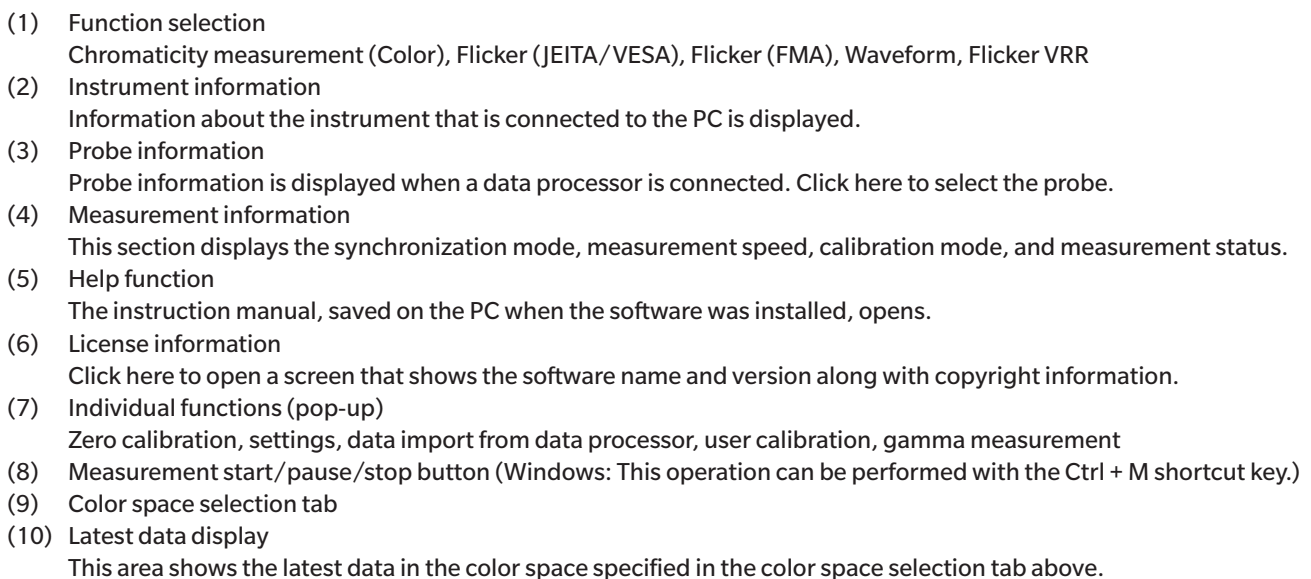 (1) Function selection
Chromaticity measurement (Color), Flicker (JEITA/VESA), Flicker (FMA), Waveform, Flicker VRR
(2) Instrument information
Information about the instrument that is connected to the PC is displayed.
(3) Probe information
Probe information is displayed when a data processor is connected. Click here to select the probe.
(4) Measurement information
This section displays the synchronization mode, measurement speed, calibration mode, and measurement status.
(5) Help function
The instruction manual, saved on the PC when the software was installed, opens.
(6) License information
Click here to open a screen that shows the software name and version along with copyright information.
(7) Individual functions (pop-up)
Zero calibration, settings, data import from data processor, user calibration, gamma measurement
(8) Measurement start/pause/stop button (Windows: This operation can be performed with the Ctrl + M shortcut key.)
(9) Color space selection tab
(10) Latest data display
This area shows the latest data in the color space specified in the color space selection tab above.